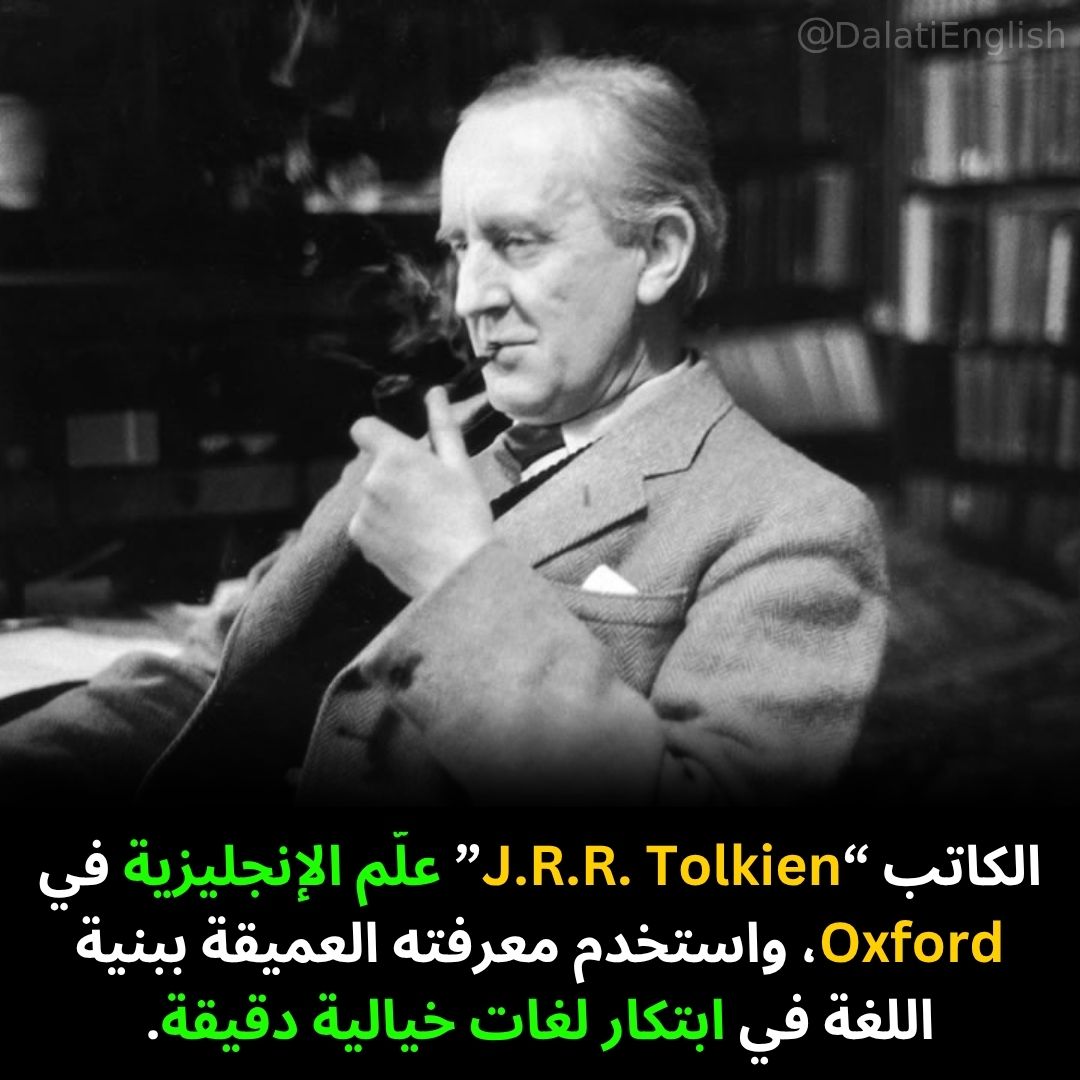 @DalatiEnglish
الكاتب “J.R.R. Tolkien” علّم الإنجليزية في
Oxford، واستخدم معرفته العميقة ببنية
اللغة في ابتكار لغات خيالية دقيقة.